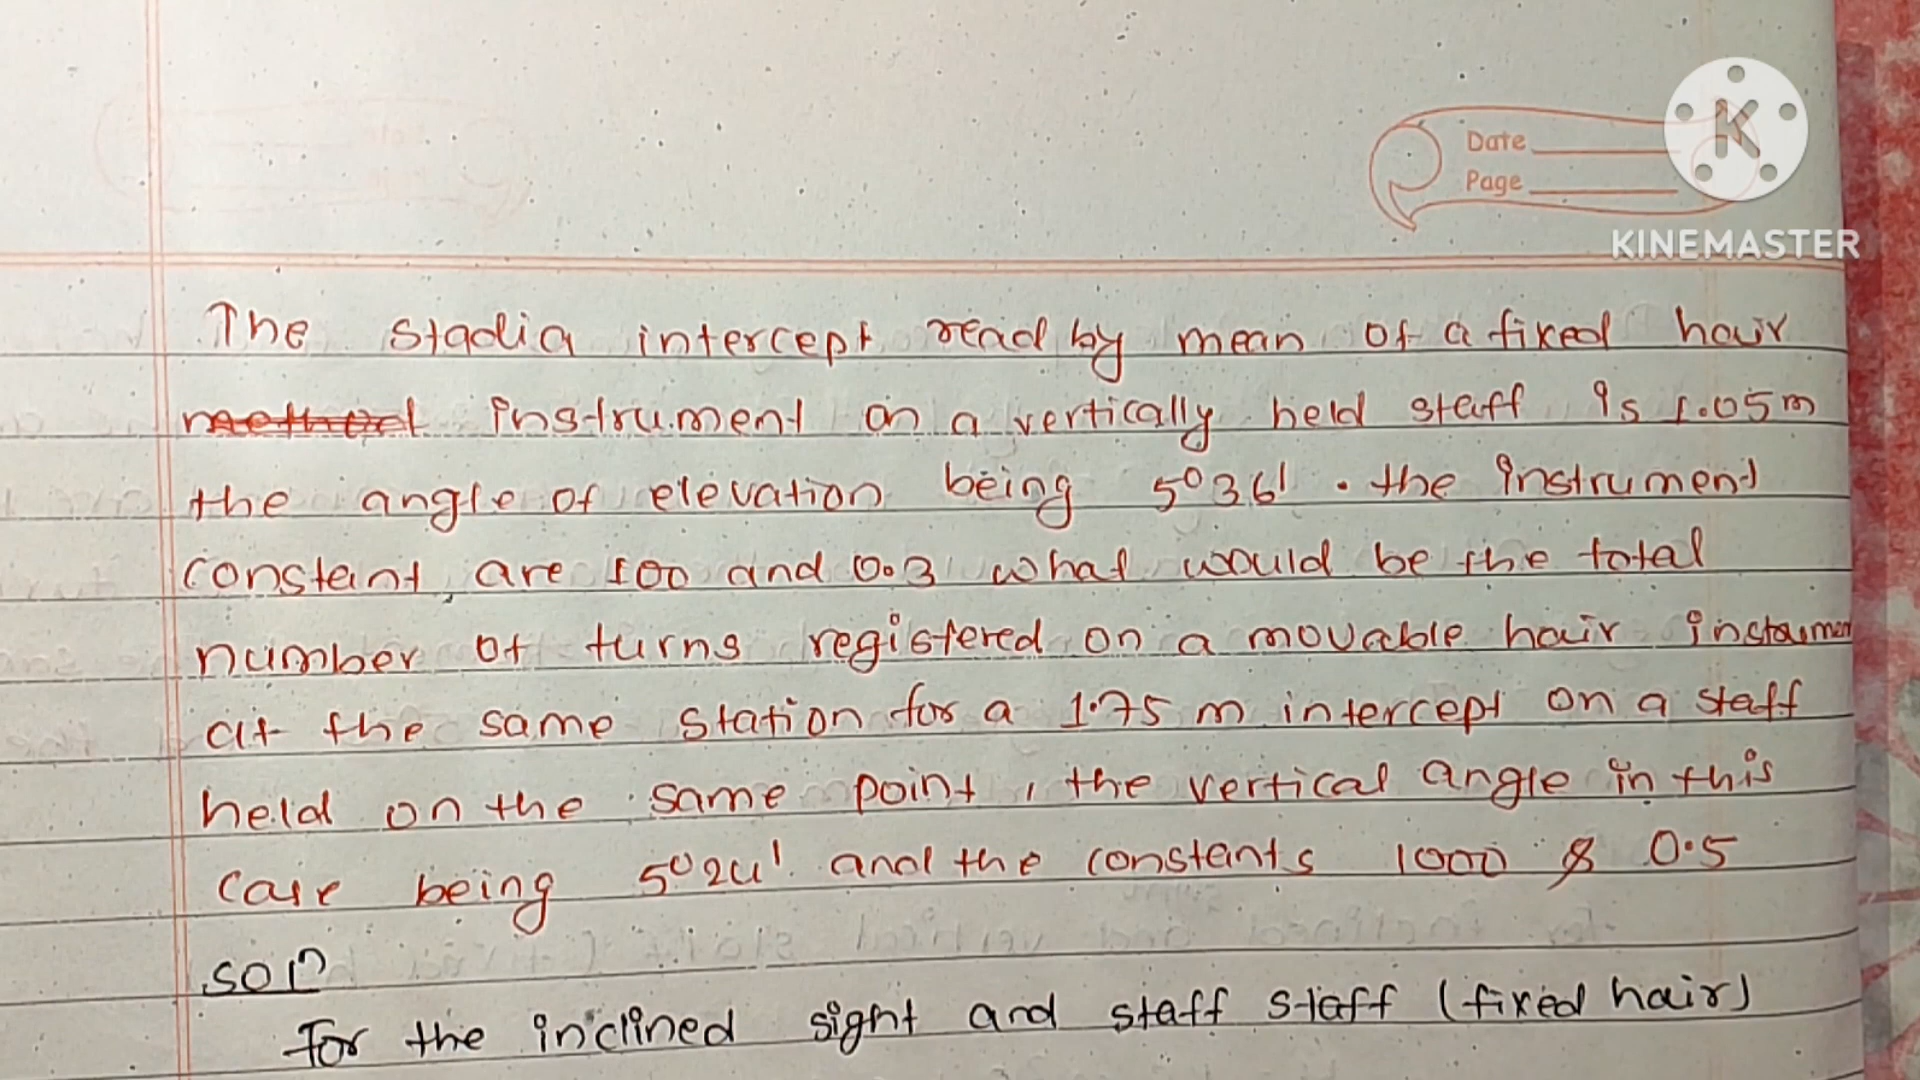 Date
Page
K
KINEMASTER
The stadia intercept read by mean of a fixed hair
method instrument on a vertically held staff is 1.05m
the angle of elevation being 5°36' . the instrument
constant, are 100 and 0.3 what would be the total
number of turns registered on a movable hair instrumen
at the same station for a 1.75 m intercept on a staff
held on the same point, the vertical angle in this
case being 5°24' and the constants 1000 & 0.5
Solⁿ
For the inclined sight and staff staff (fixed hair)